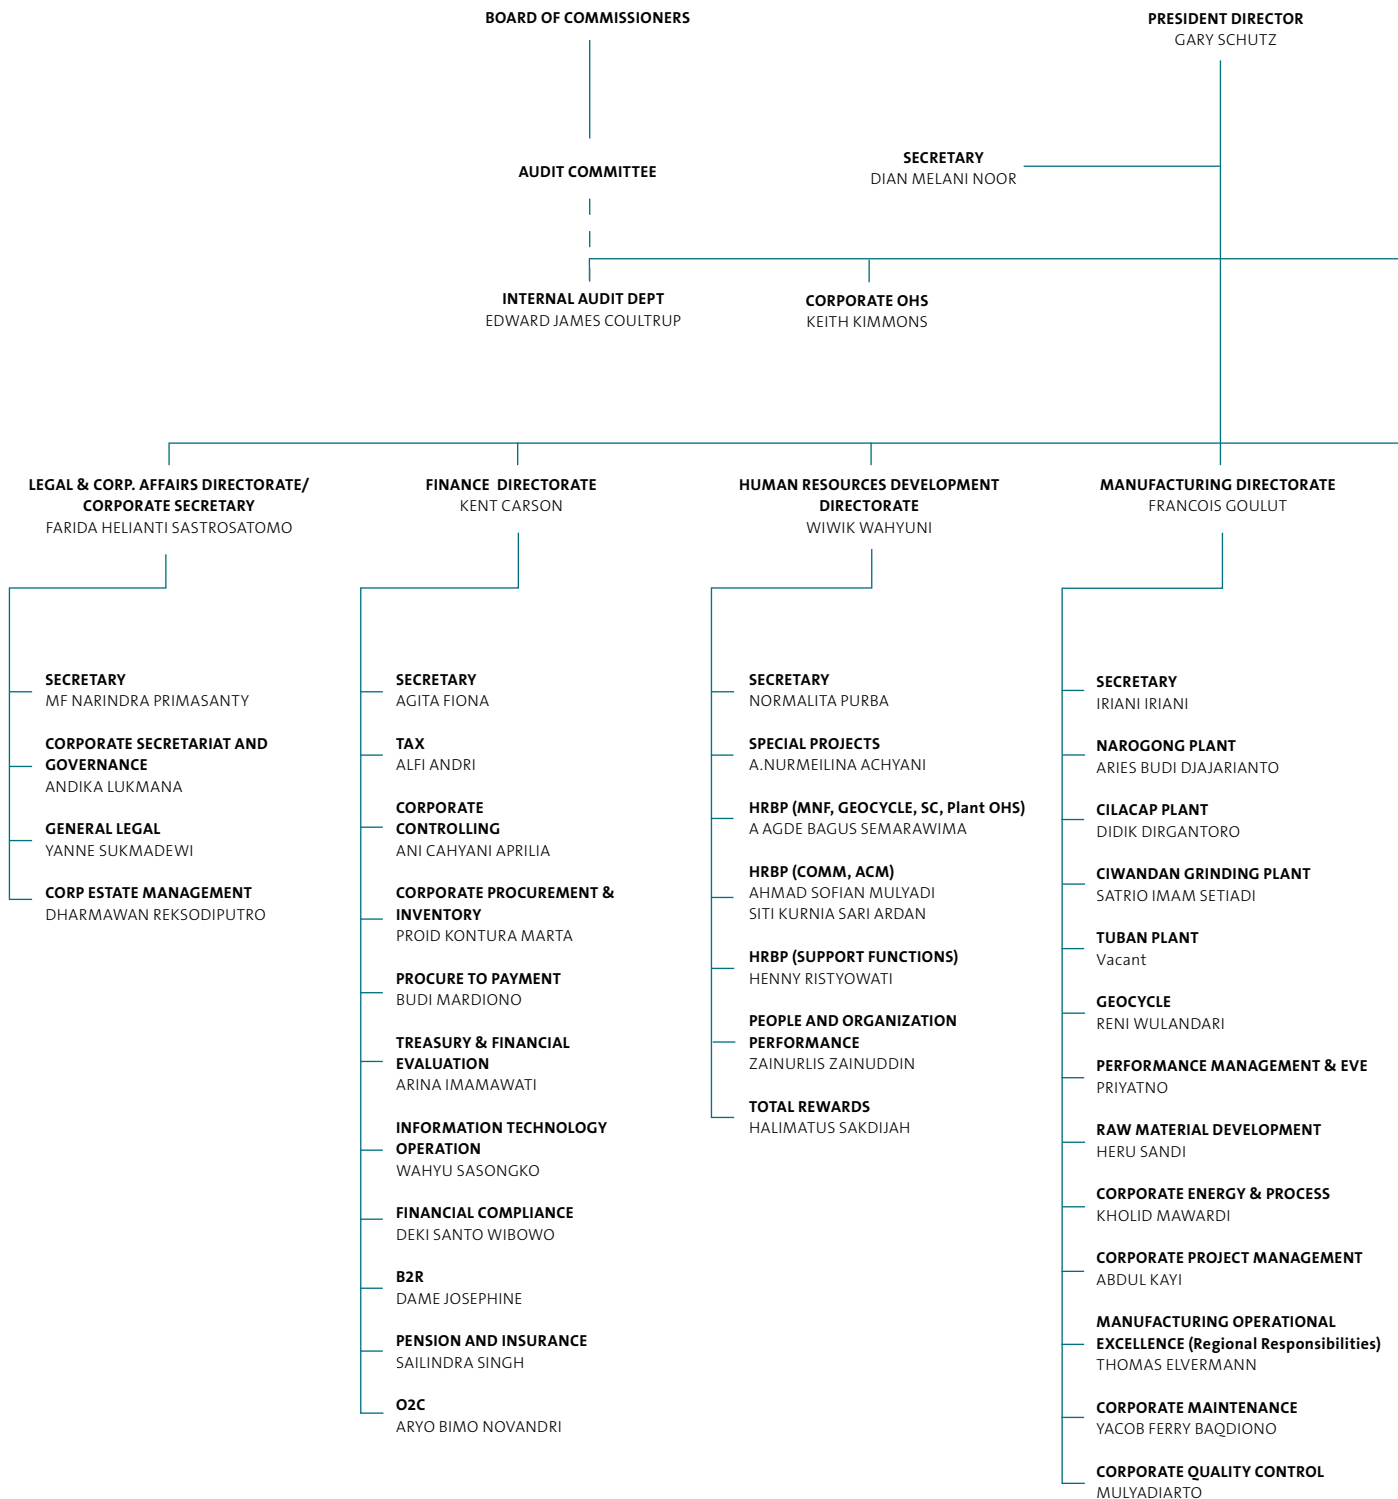 BOARD OF COMMISSIONERS
PRESIDENT DIRECTOR
GARY SCHUTZ
AUDIT COMMITTEE
SECRETARY
DIAN MELANI NOOR
INTERNAL AUDIT DEPT
EDWARD JAMES COULTRUP
CORPORATE OHS
KEITH KIMMONS
LEGAL & CORP. AFFAIRS DIRECTORATE/
CORPORATE SECRETARY
FARIDA HELIANTI SASTROSATOMO
SECRETARY
MF NARINDRA PRIMASANTY
CORPORATE SECRETARIAT AND
GOVERNANCE
ANDIKA LUKMANA
GENERAL LEGAL
YANNE SUKMADEWI
CORP ESTATE MANAGEMENT
DHARMAWAN REKSODIPUTRO
FINANCE DIRECTORATE
KENT CARSON
SECRETARY
AGITA FIONA
TAX
ALFI ANDRI
CORPORATE
CONTROLLING
ANI CAHYANI APRILIA
CORPORATE PROCUREMENT &
INVENTORY
PROID KONTURA MARTA
PROCURE TO PAYMENT
BUDI MARDIONO
TREASURY & FINANCIAL
EVALUATION
ARINA IMAMAWATI
INFORMATION TECHNOLOGY
OPERATION
WAHYU SASONGKO
FINANCIAL COMPLIANCE
DEKI SANTO WIBOWO
B2R
DAME JOSEPHINE
PENSION AND INSURANCE
SAILINDRA SINGH
O2C
ARYO BIMO NOVANDRI
HUMAN RESOURCES DEVELOPMENT
DIRECTORATE
WIWIK WAHYUNI
SECRETARY
NORMALITA PURBA
SPECIAL PROJECTS
A.NURMEILINA ACHYANI
HRBP (MNF, GEOCYCLE, SC, Plant OHS)
A AGDE BAGUS SEMARAWIMA
HRBP (COMM, ACM)
AHMAD SOFIAN MULYADI
SITI KURNIA SARI ARDAN
HRBP (SUPPORT FUNCTIONS)
HENNY RISTYOWATI
PEOPLE AND ORGANIZATION
PERFORMANCE
ZAINURLIS ZAINUDDIN
TOTAL REWARDS
HALIMATUS SAKDIJAH
MANUFACTURING DIRECTORATE
FRANCOIS GOULUT
SECRETARY
IRIANI IRIANI
NAROGONG PLANT
ARIES BUDI DJAJARIANTO
CILACAP PLANT
DIDIK DIRGANTORO
CIWANDAN GRINDING PLANT
SATRIO IMAM SETIADI
TUBAN PLANT
Vacant
GEOCYCLE
RENI WULANDARI
PERFORMANCE MANAGEMENT & EVE
PRIYATNO
RAW MATERIAL DEVELOPMENT
HERU SANDI
CORPORATE ENERGY & PROCESS
KHOLID MAWARDI
CORPORATE PROJECT MANAGEMENT
ABDUL KAYI
MANUFACTURING OPERATIONAL
EXCELLENCE (Regional Responsibilities)
THOMAS ELVERMANN
CORPORATE MAINTENANCE
YACOB FERRY BAQDIONO
CORPORATE QUALITY CONTROL
MULYADIARTO